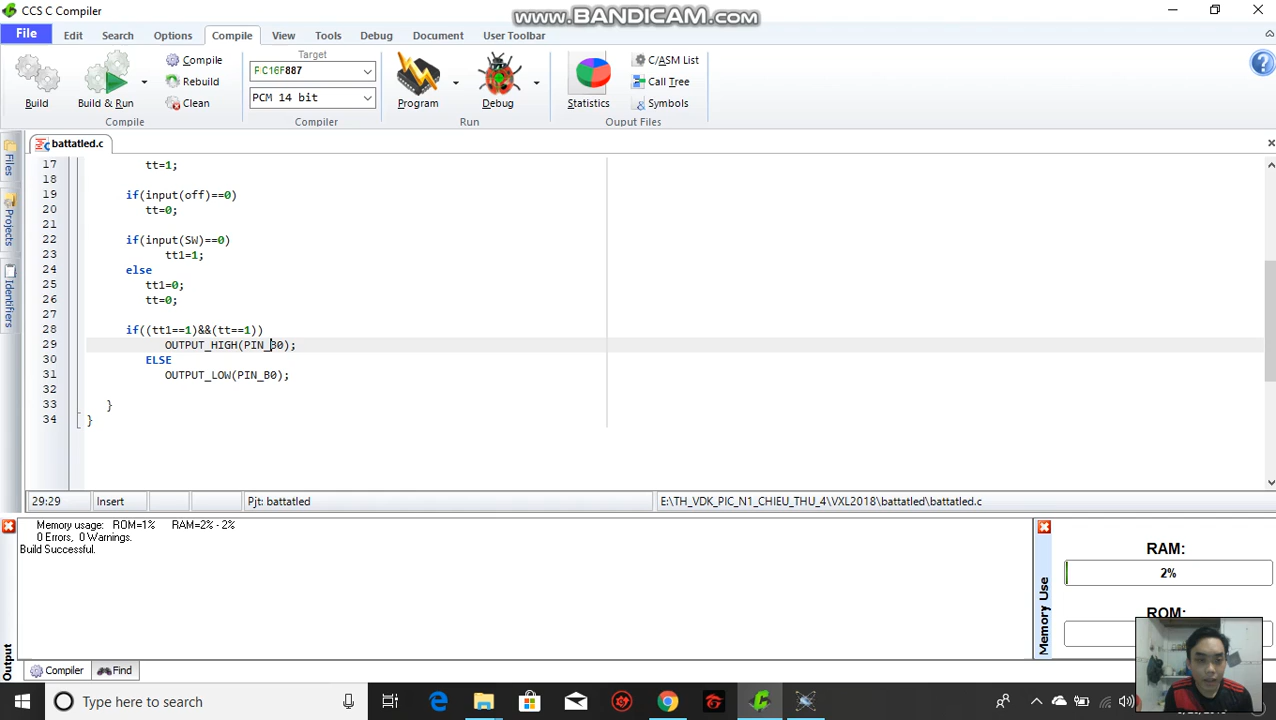 CCS C Compiler
www.BANDICAM.com
File Edit Search Options Compile View Tools Debug Document User Toolbar
Build
Build & Run
Compile
Rebuild
Clean
Compile
Target
PIC16F887
PCM 14 bit
Compiler
Program
Debug
Run
Statistics
C/ASM List
Call Tree
Symbols
Ouput Files
battatled.c
Files
Projects
Identifiers
17 tt=1;
18
19 if(input(off)==0)
20 tt=0;
21
22 if(input(SW)==0)
23 tt1=1;
24 else
25 tt1=0;
26 tt=0;
27
28 if((tt1==1)&&(tt==1))
29 OUTPUT_HIGH(PIN_B0);
30 ELSE
31 OUTPUT_LOW(PIN_B0);
32
33 }
34 }
29:29 Insert Pjt: battatled E:\TH_VDK_PIC_N1_CHIEU_THU_4\VXL2018\battatled\battatled.c
Memory usage: ROM=1% RAM=2% - 2%
0 Errors, 0 Warnings.
Build Successful.
Output
Compiler Find
Memory Use
RAM:
2%
ROM:
Type here to search